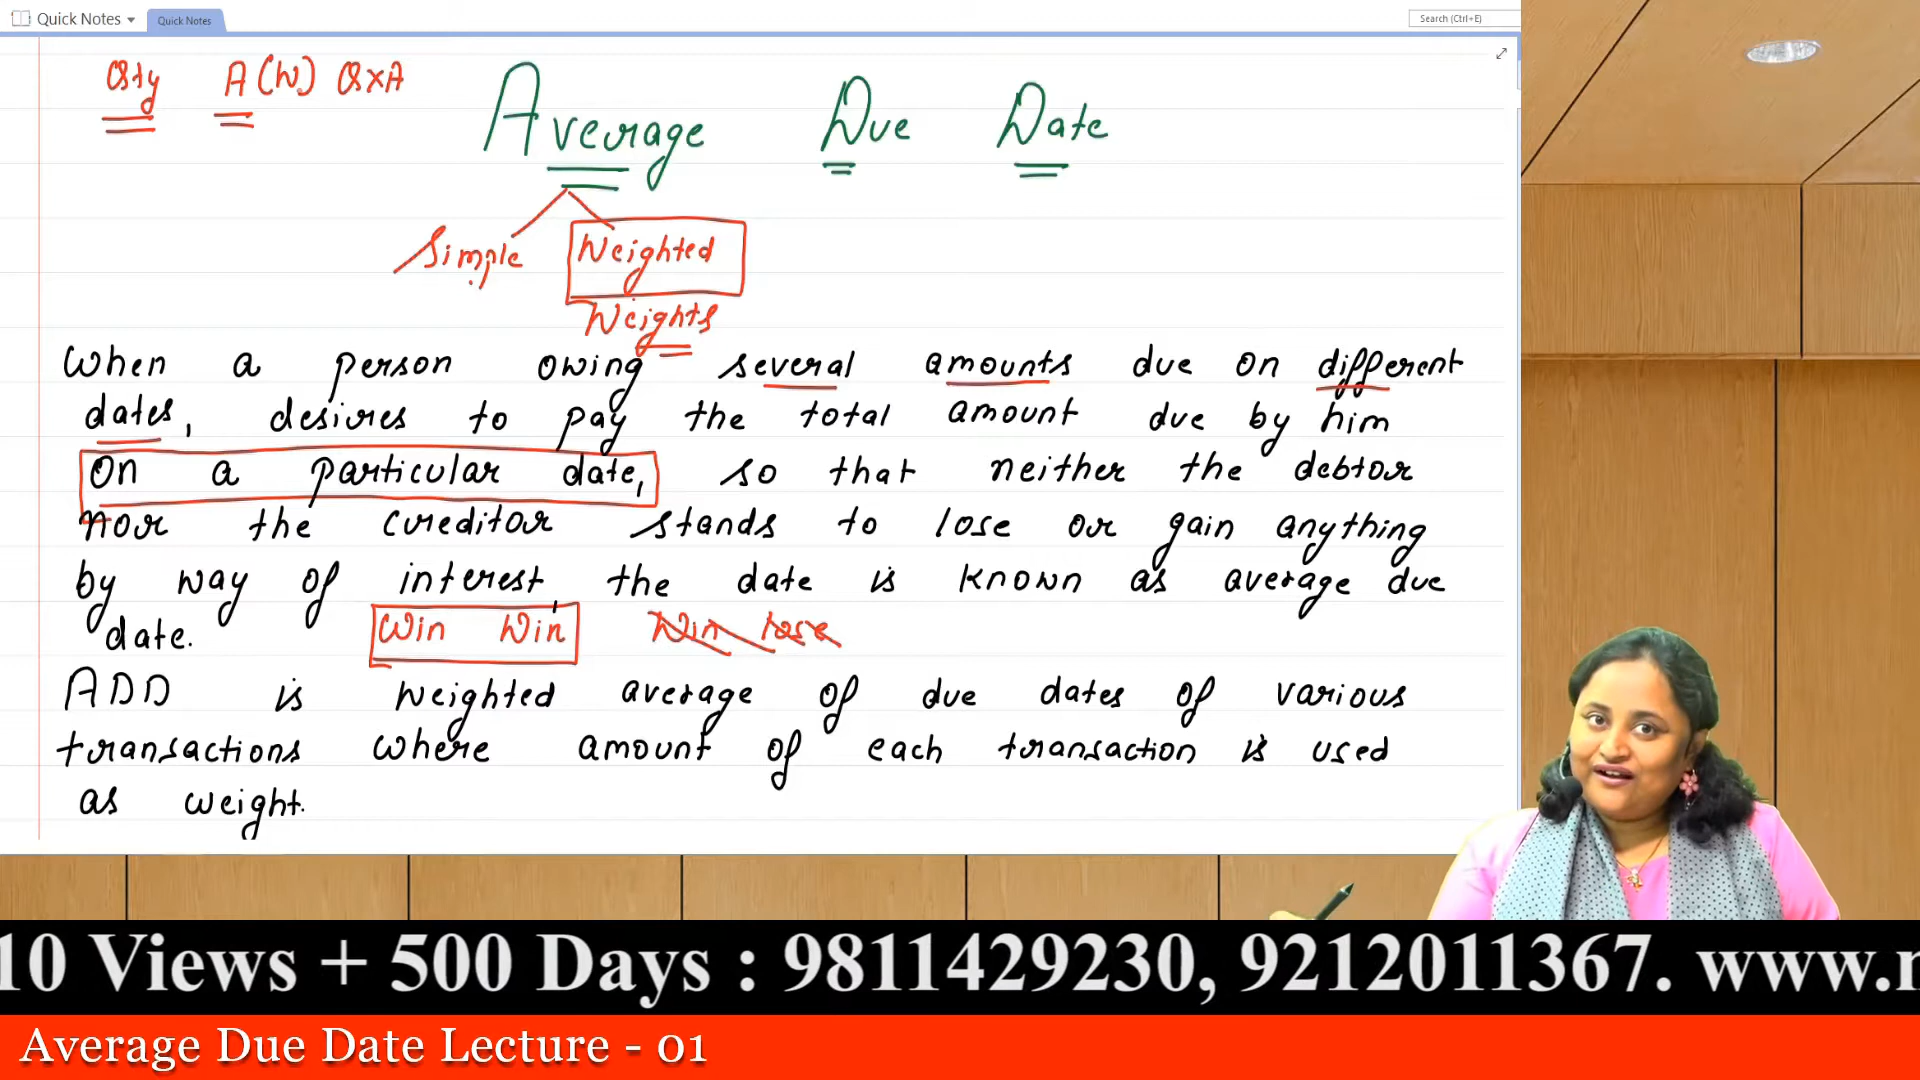 Quick Notes
Quick Notes
Search (Ctrl+E)
Qty A (W) Q×A
Average Due Date
Simple Weighted
Weights
When a person owing several amounts due on different
dates, desires to pay the total amount due by him
on a particular date, so that neither the debtor
nor the creditor stands to lose or gain anything
by way of interest, the date is known as average due
date.
Win Win Win lose
ADD is weighted average of due dates of various
transactions where amount of each transaction is used
as weight.
10 Views + 500 Days : 9811429230, 9212011367. www.
Average Due Date Lecture - 01